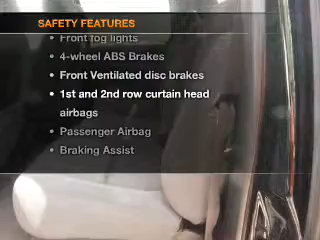 SAFETY FEATURES
• Front fog lights
• 4-wheel ABS Brakes
• Front Ventilated disc brakes
• 1st and 2nd row curtain head
airbags
• Passenger Airbag
• Braking Assist